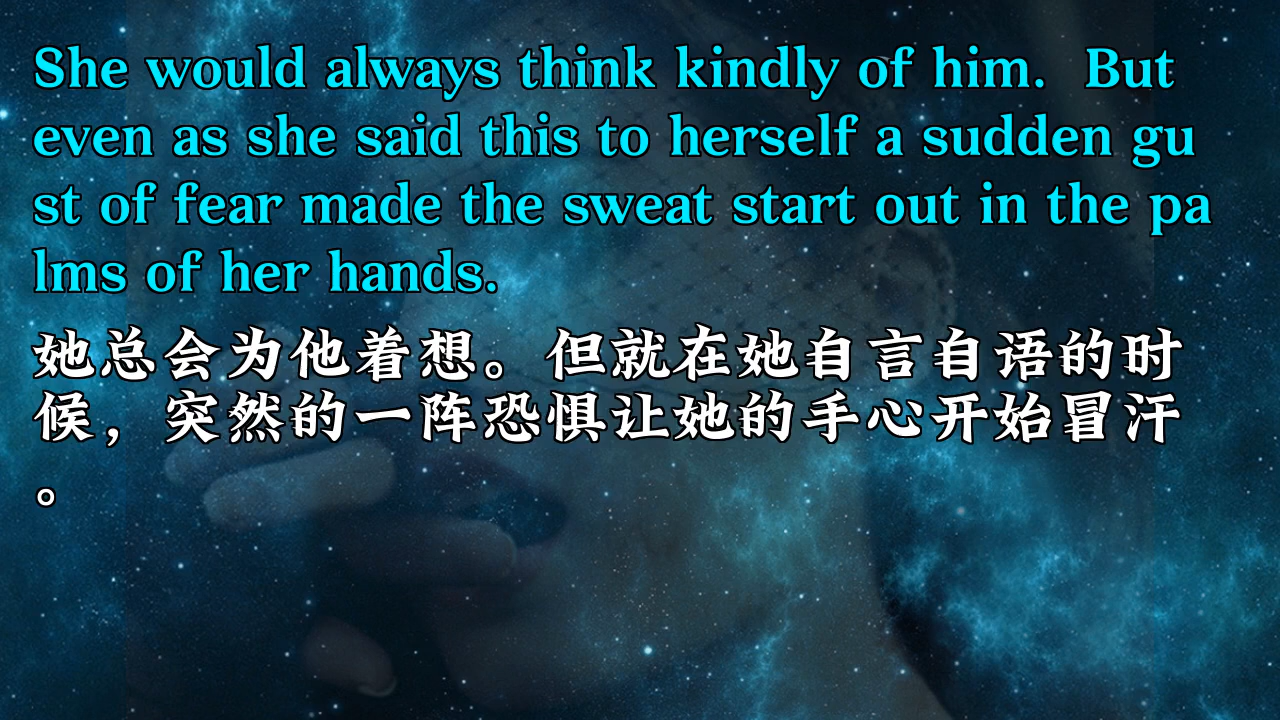 She would always think kindly of him.  But
even as she said this to herself a sudden gu
st of fear made the sweat start out in the pa
lms of her hands.
她总会为他着想。但就在她自言自语的时
候，突然的一阵恐惧让她的手心开始冒汗
。